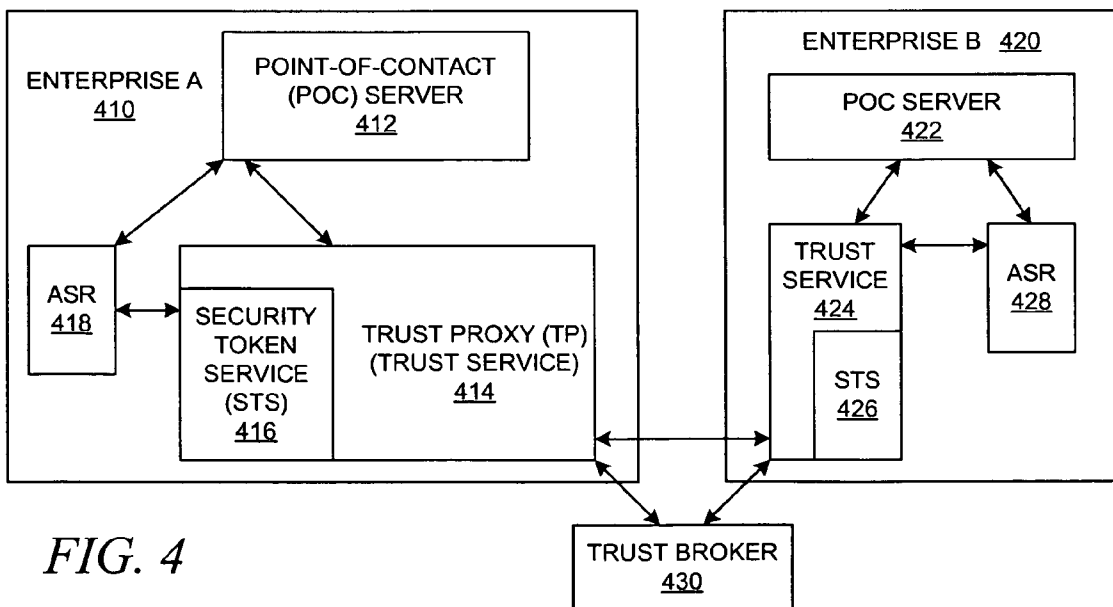 ENTERPRISE A
410
POINT-OF-CONTACT
(POC) SERVER
412
ASR
418
SECURITY
TOKEN
SERVICE
(STS)
416
TRUST PROXY (TP)
(TRUST SERVICE)
414
ENTERPRISE B 420
POC SERVER
422
TRUST
SERVICE
424
STS
426
ASR
428
TRUST BROKER
430
FIG. 4